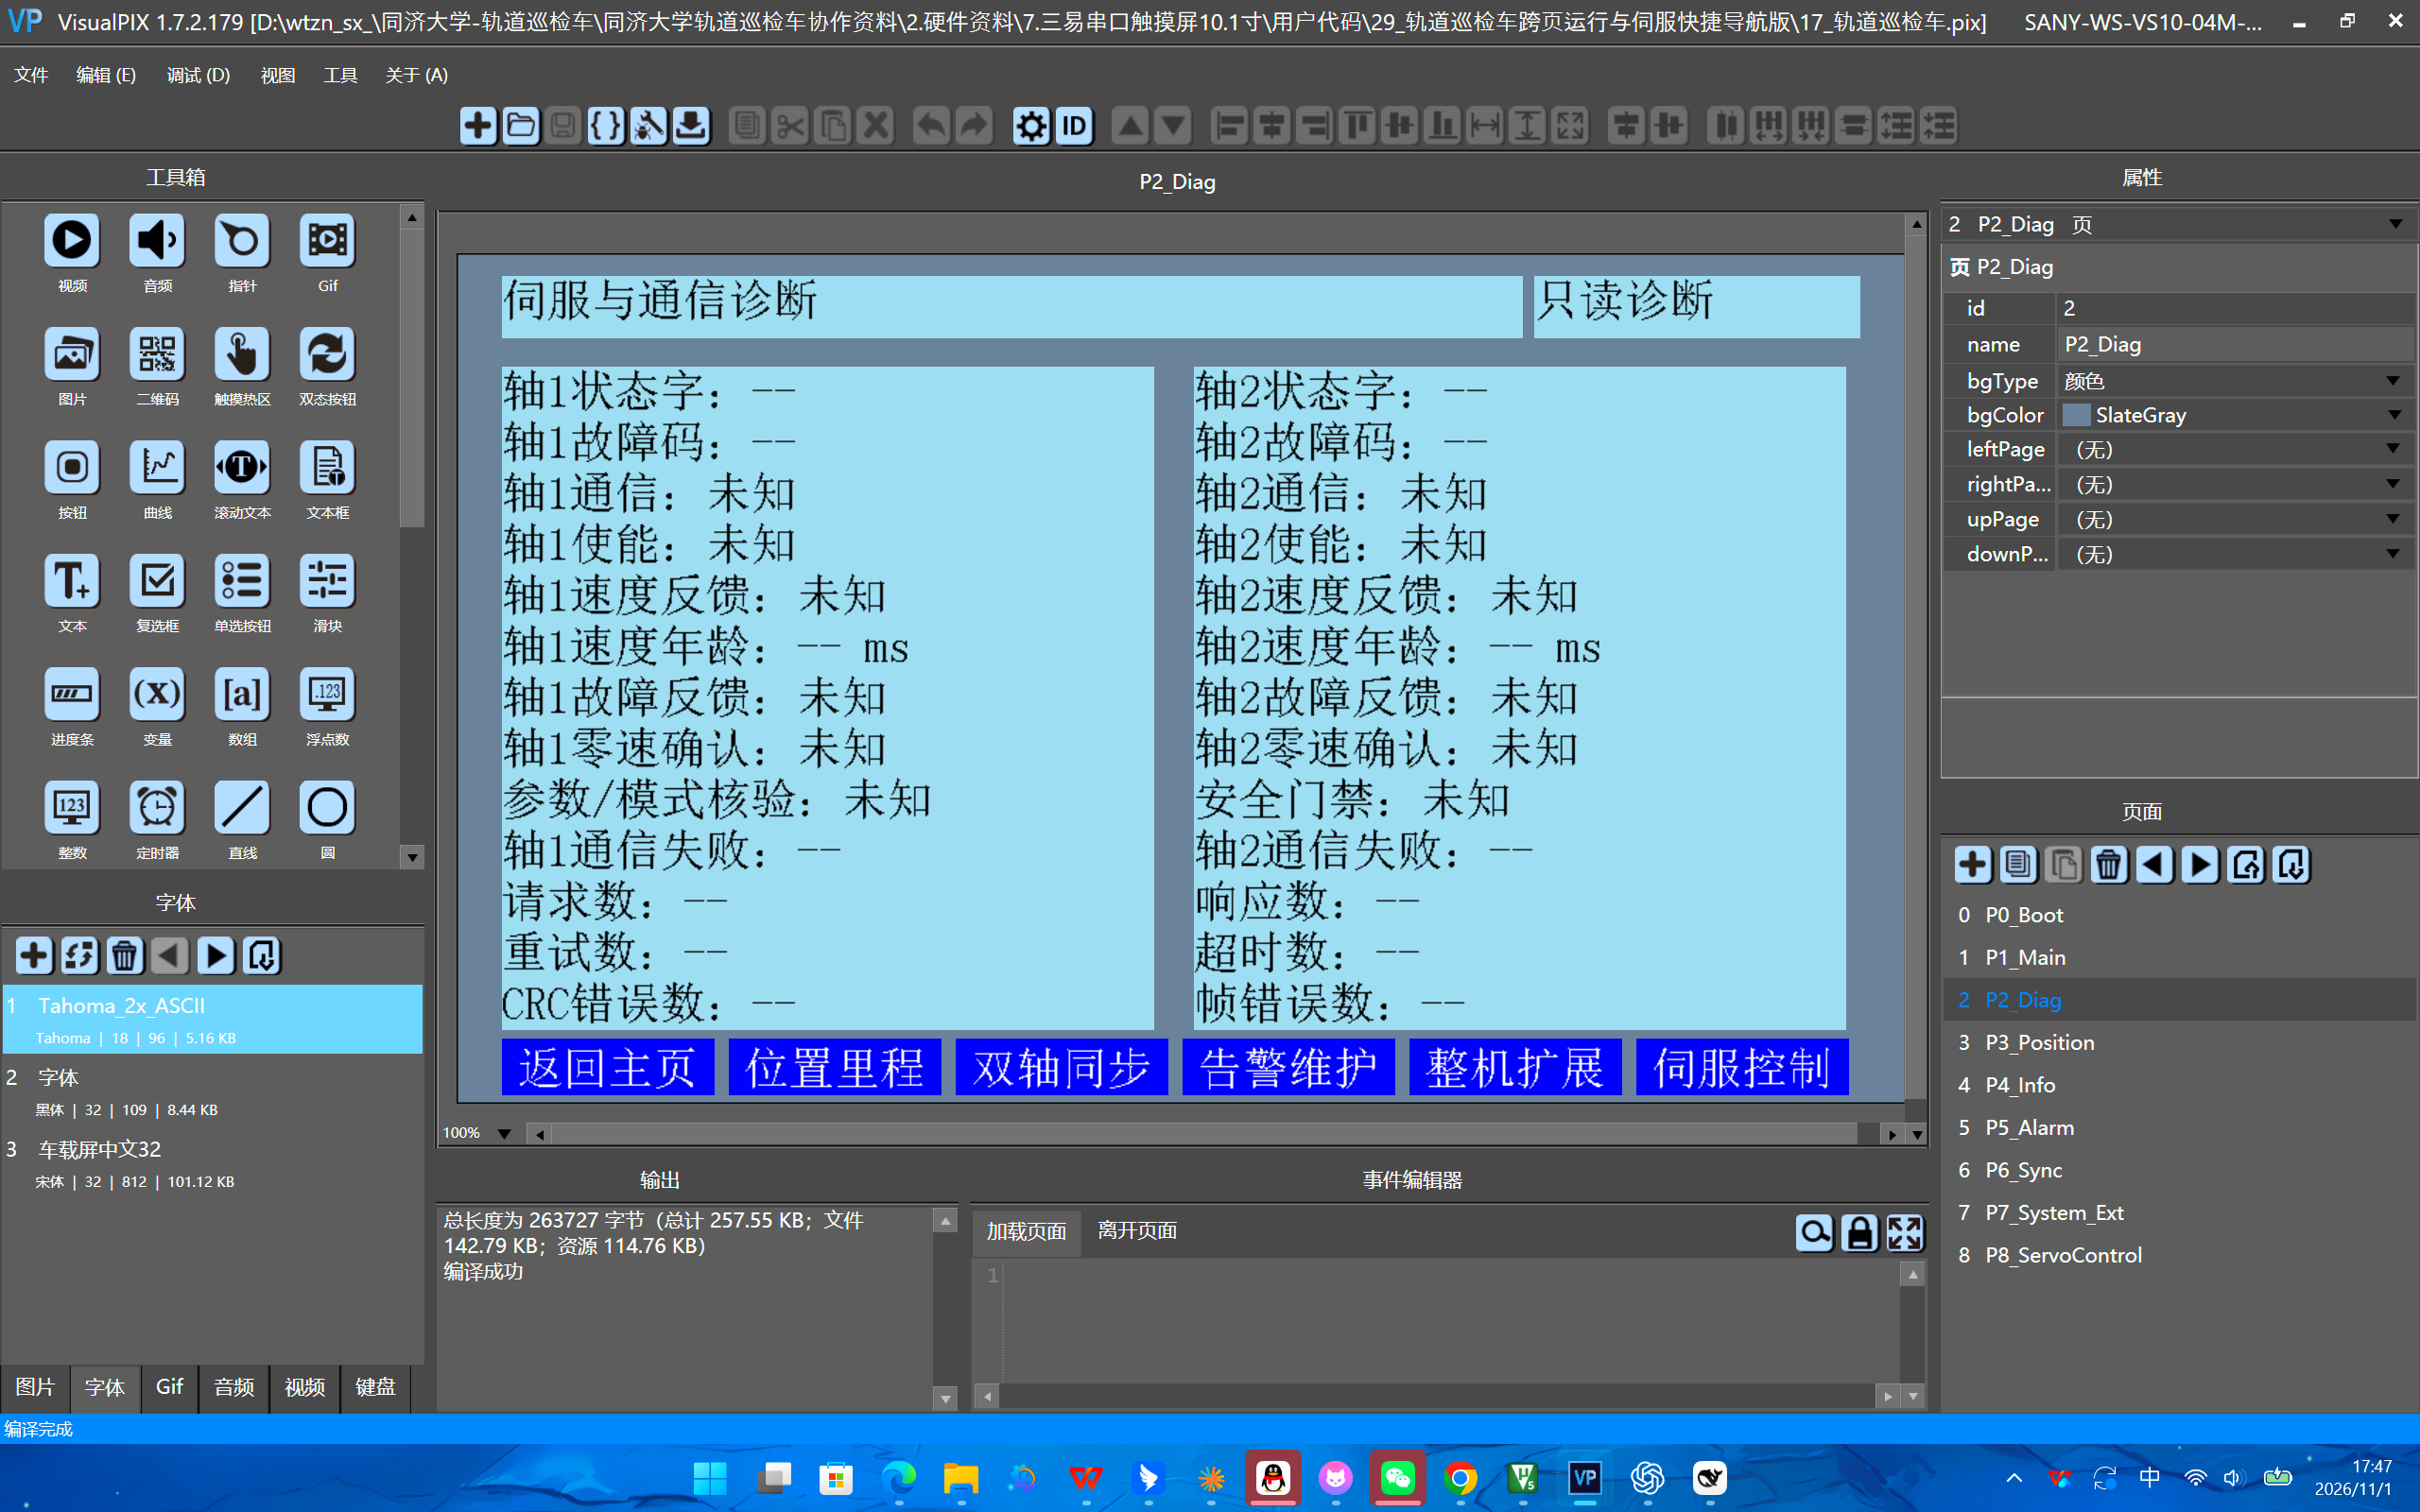 VP VisualPIX 1.7.2.179 [D:\wtzn_sx_\同济大学-轨道巡检车\同济大学轨道巡检车协作资料\2.硬件资料\7.三易串口触摸屏10.1寸\用户代码\29_轨道巡检车跨页运行与伺服快捷导航版\17_轨道巡检车.pix] SANY-WS-VS10-04M-...
文件 编辑 (E) 调试 (D) 视图 工具 关于 (A)
{ } ID
工具箱
视频 音频 指针 Gif
图片 二维码 触摸热区 双态按钮
按钮 曲线 滚动文本 文本框
文本 复选框 单选按钮 滑块
进度条 变量 数组 浮点数
整数 定时器 直线 圆
字体
1 Tahoma_2x_ASCII
Tahoma | 18 | 96 | 5.16 KB
2 字体
黑体 | 32 | 109 | 8.44 KB
3 车载屏中文32
宋体 | 32 | 812 | 101.12 KB
图片 字体 Gif 音频 视频 键盘
编译完成
P2_Diag
伺服与通信诊断 只读诊断
轴1状态字：--
轴1故障码：--
轴1通信：未知
轴1使能：未知
轴1速度反馈：未知
轴1速度年龄：-- ms
轴1故障反馈：未知
轴1零速确认：未知
参数/模式核验：未知
轴1通信失败：--
请求数：--
重试数：--
CRC错误数：--
轴2状态字：--
轴2故障码：--
轴2通信：未知
轴2使能：未知
轴2速度反馈：未知
轴2速度年龄：-- ms
轴2故障反馈：未知
轴2零速确认：未知
安全门禁：未知
轴2通信失败：--
响应数：--
超时数：--
帧错误数：--
返回主页 位置里程 双轴同步 告警维护 整机扩展 伺服控制
100%
输出
总长度为 263727 字节（总计 257.55 KB；文件
142.79 KB；资源 114.76 KB）
编译成功
事件编辑器
加载页面 离开页面
1
属性
2 P2_Diag 页
页 P2_Diag
id 2
name P2_Diag
bgType 颜色
bgColor SlateGray
leftPage （无）
rightPa... （无）
upPage （无）
downP... （无）
页面
0 P0_Boot
1 P1_Main
2 P2_Diag
3 P3_Position
4 P4_Info
5 P5_Alarm
6 P6_Sync
7 P7_System_Ext
8 P8_ServoControl
中
17:47
2026/11/1